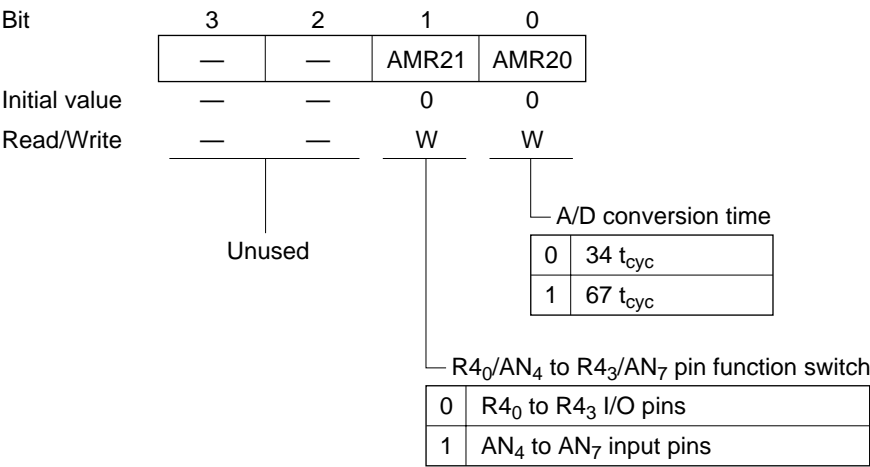 Bit 3 2 1 0
— — AMR21 AMR20
Initial value — — 0 0
Read/Write — — W W
A/D conversion time
Unused
0 34 tcyc
1 67 tcyc
R40/AN4 to R43/AN7 pin function switch
0 R40 to R43 I/O pins
1 AN4 to AN7 input pins